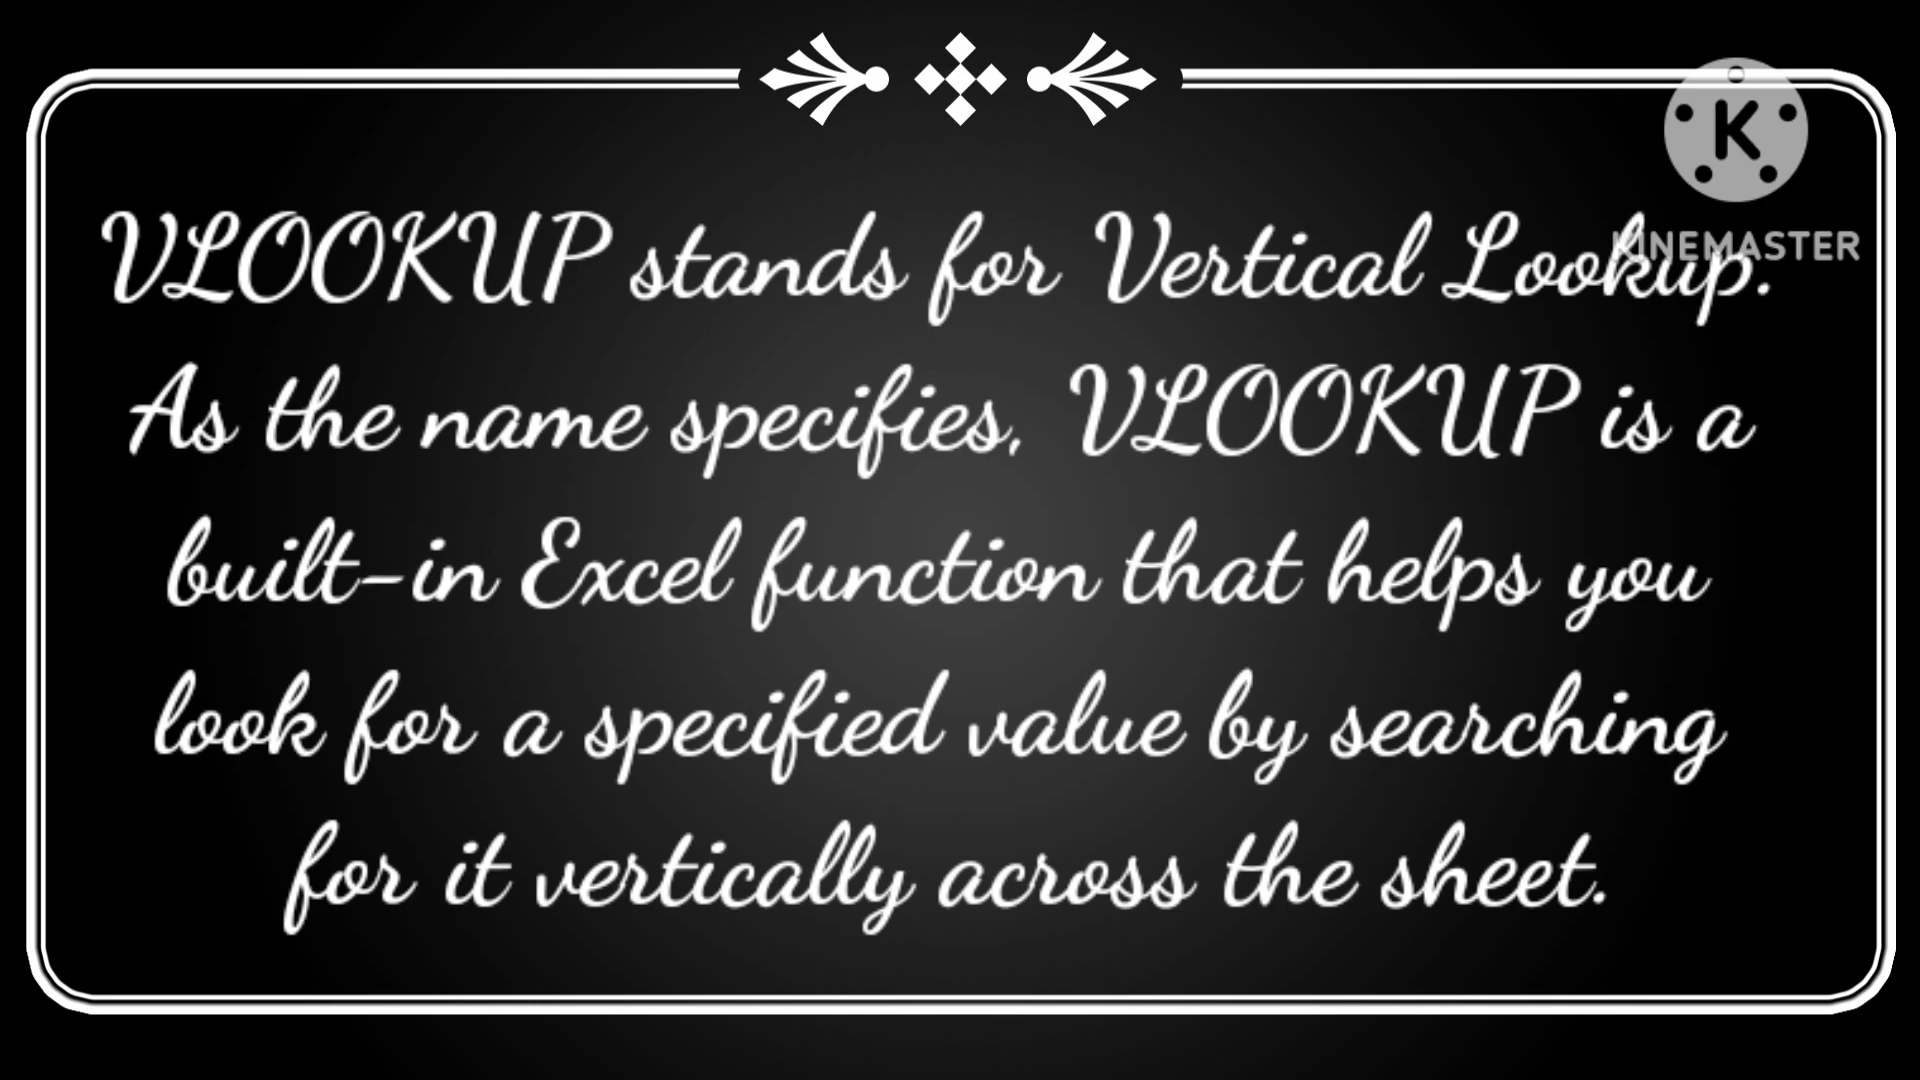 K
KINEMASTER
VLOOKUP stands for Vertical Lookup.
As the name specifies, VLOOKUP is a
built-in Excel function that helps you
look for a specified value by searching
for it vertically across the sheet.